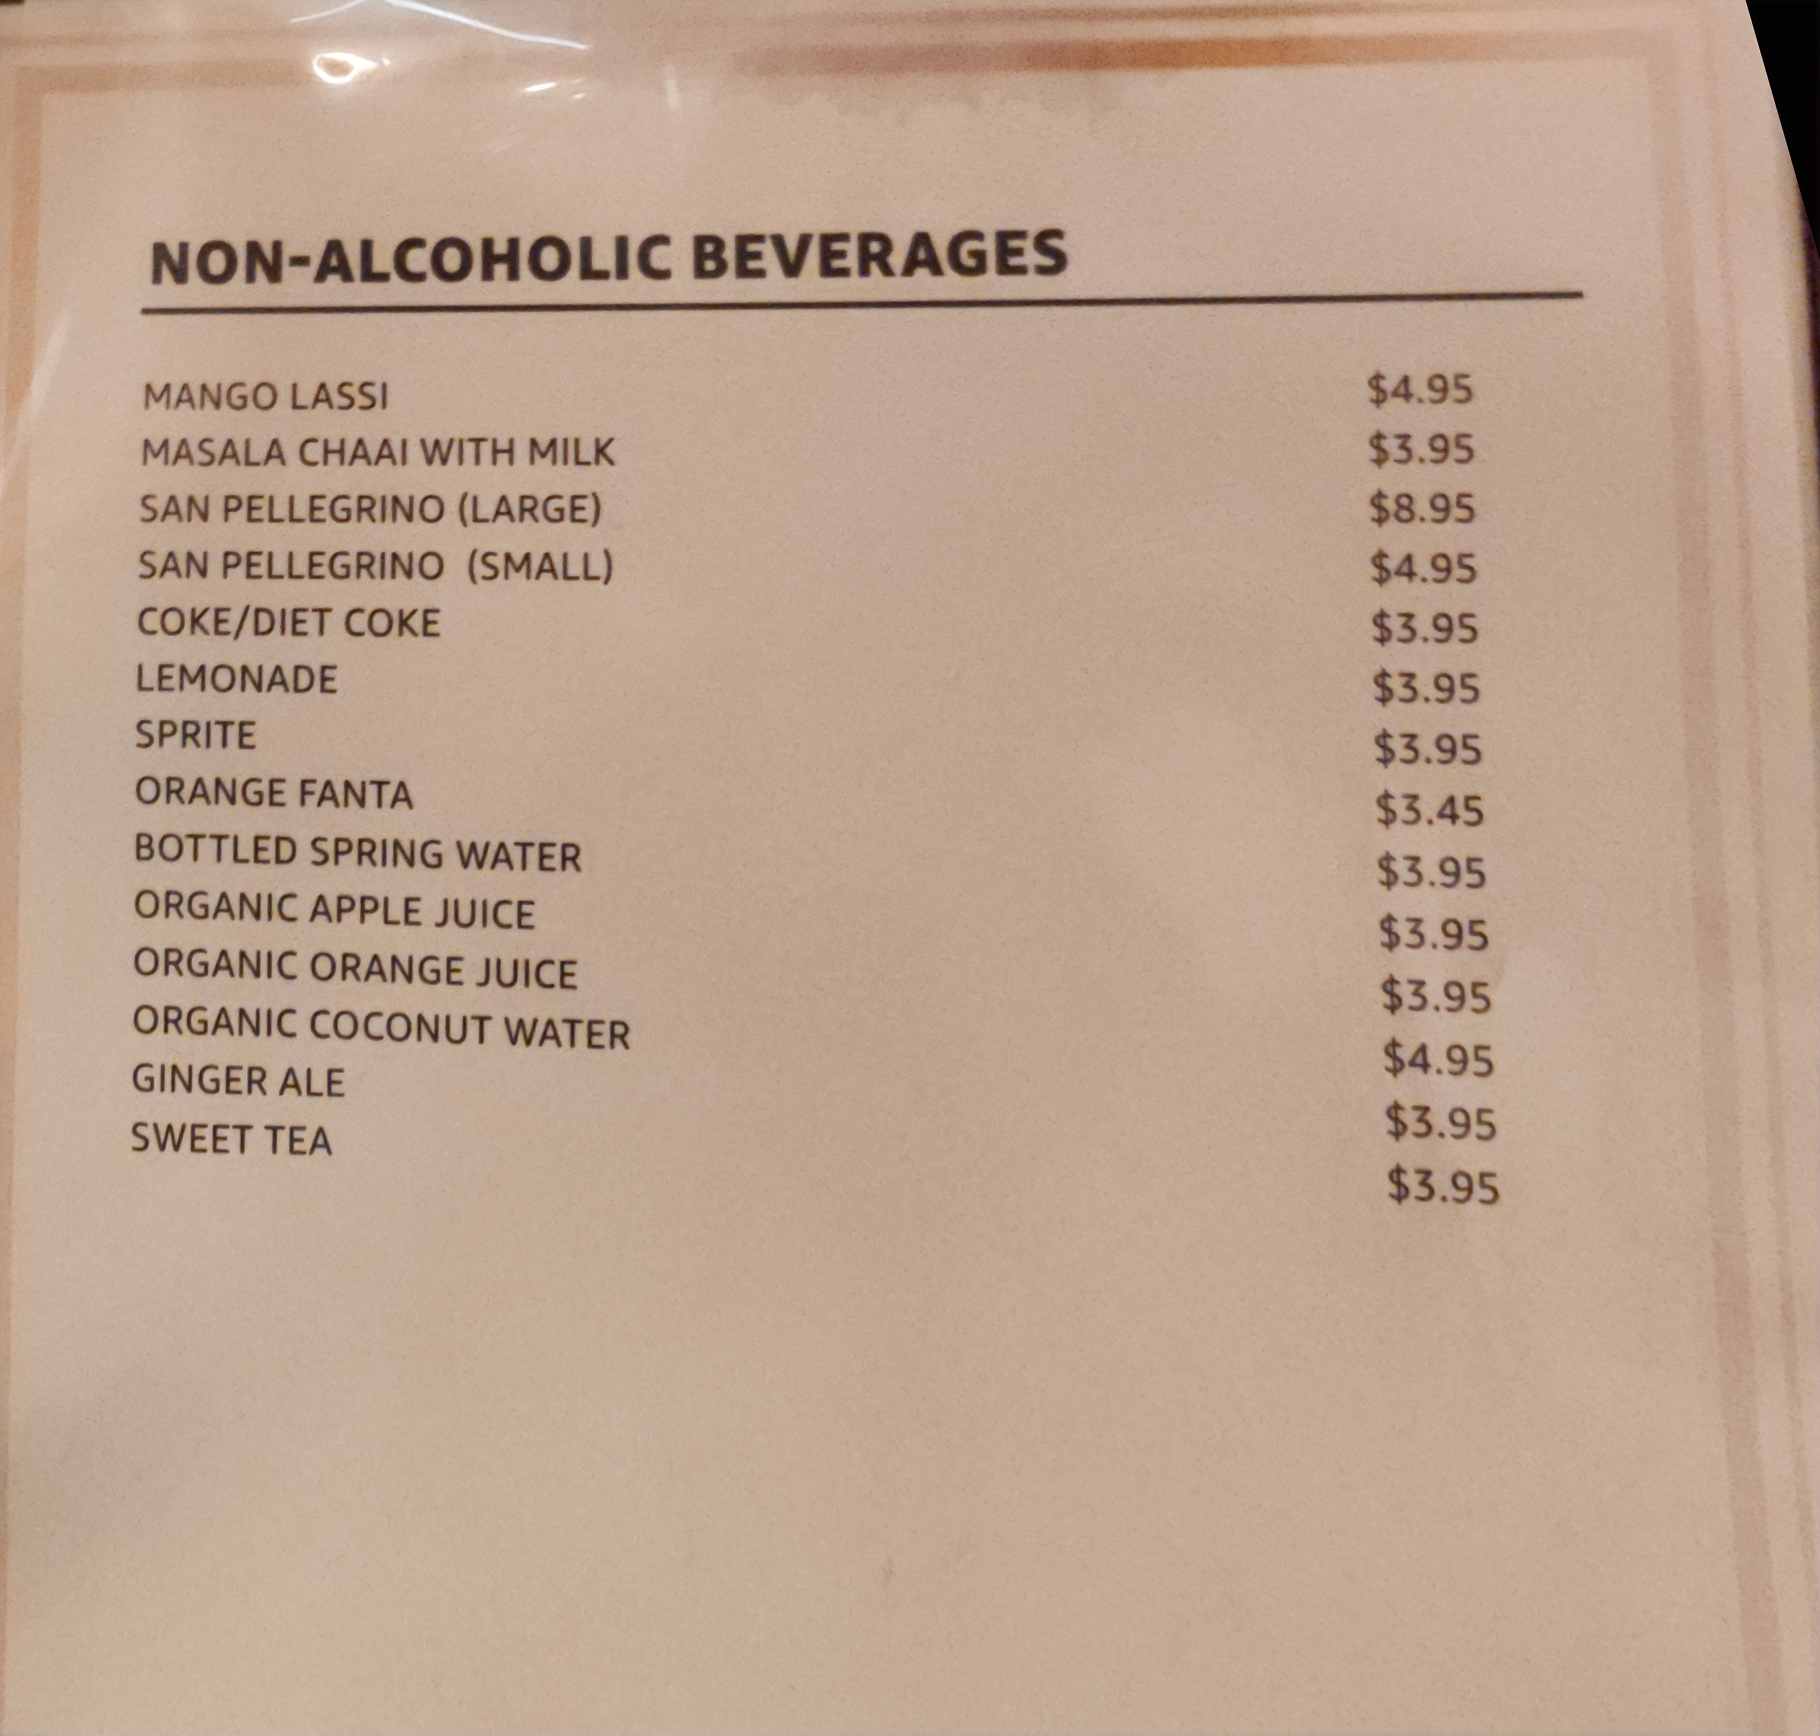 NON-ALCOHOLIC BEVERAGES
MANGO LASSI $4.95
MASALA CHAAI WITH MILK $3.95
SAN PELLEGRINO (LARGE) $8.95
SAN PELLEGRINO (SMALL) $4.95
COKE/DIET COKE $3.95
LEMONADE $3.95
SPRITE $3.95
ORANGE FANTA $3.45
BOTTLED SPRING WATER $3.95
ORGANIC APPLE JUICE $3.95
ORGANIC ORANGE JUICE $3.95
ORGANIC COCONUT WATER $4.95
GINGER ALE $3.95
SWEET TEA $3.95